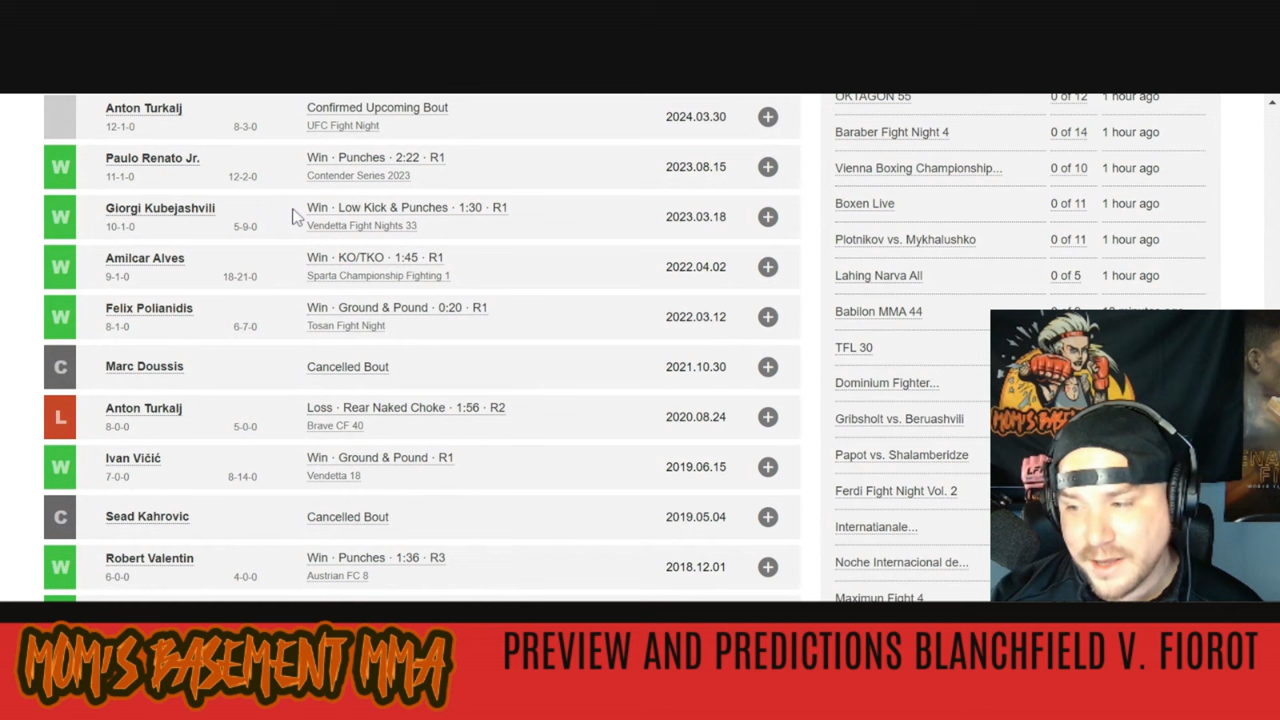 Anton Turkalj
12-1-0 8-3-0
Confirmed Upcoming Bout
UFC Fight Night
2024.03.30
W
Paulo Renato Jr.
11-1-0 12-2-0
Win · Punches · 2:22 · R1
Contender Series 2023
2023.08.15
W
Giorgi Kubejashvili
10-1-0 5-9-0
Win · Low Kick & Punches · 1:30 · R1
Vendetta Fight Nights 33
2023.03.18
W
Amilcar Alves
9-1-0 18-21-0
Win · KO/TKO · 1:45 · R1
Sparta Championship Fighting 1
2022.04.02
W
Felix Polianidis
8-1-0 6-7-0
Win · Ground & Pound · 0:20 · R1
Tosan Fight Night
2022.03.12
C
Marc Doussis
Cancelled Bout
2021.10.30
L
Anton Turkalj
8-0-0 5-0-0
Loss · Rear Naked Choke · 1:56 · R2
Brave CF 40
2020.08.24
W
Ivan Vičić
7-0-0 8-14-0
Win · Ground & Pound · R1
Vendetta 18
2019.06.15
C
Sead Kahrovic
Cancelled Bout
2019.05.04
W
Robert Valentin
6-0-0 4-0-0
Win · Punches · 1:36 · R3
Austrian FC 8
2018.12.01
OKTAGON 55 0 of 12 1 hour ago
Baraber Fight Night 4 0 of 14 1 hour ago
Vienna Boxing Championship... 0 of 10 1 hour ago
Boxen Live 0 of 11 1 hour ago
Plotnikov vs. Mykhalushko 0 of 11 1 hour ago
Lahing Narva All 0 of 5 1 hour ago
Babilon MMA 44
TFL 30
Dominium Fighter...
Gribsholt vs. Beruashvili
Papot vs. Shalamberidze
Ferdi Fight Night Vol. 2
Internatianale...
Noche Internacional de...
Maximun Fight 4
MOM'S BASEMENT MMA
PREVIEW AND PREDICTIONS BLANCHFIELD V. FIOROT